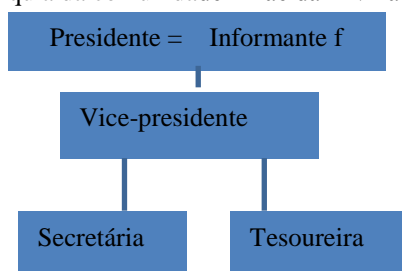 Presidente = Informante f
Vice-presidente
Secretária
Tesoureira